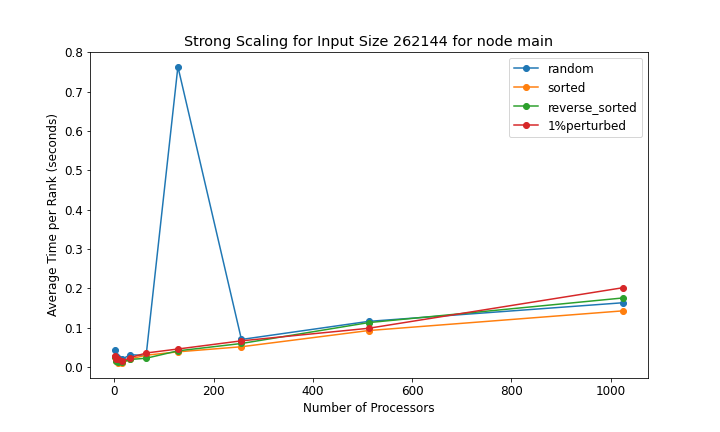 Strong Scaling for Input Size 262144 for node main
0.8
0.7
0.6
0.5
0.4
0.3
0.2
0.1
0.0
Average Time per Rank (seconds)
random
sorted
reverse_sorted
1%perturbed
0 200 400 600 800 1000
Number of Processors